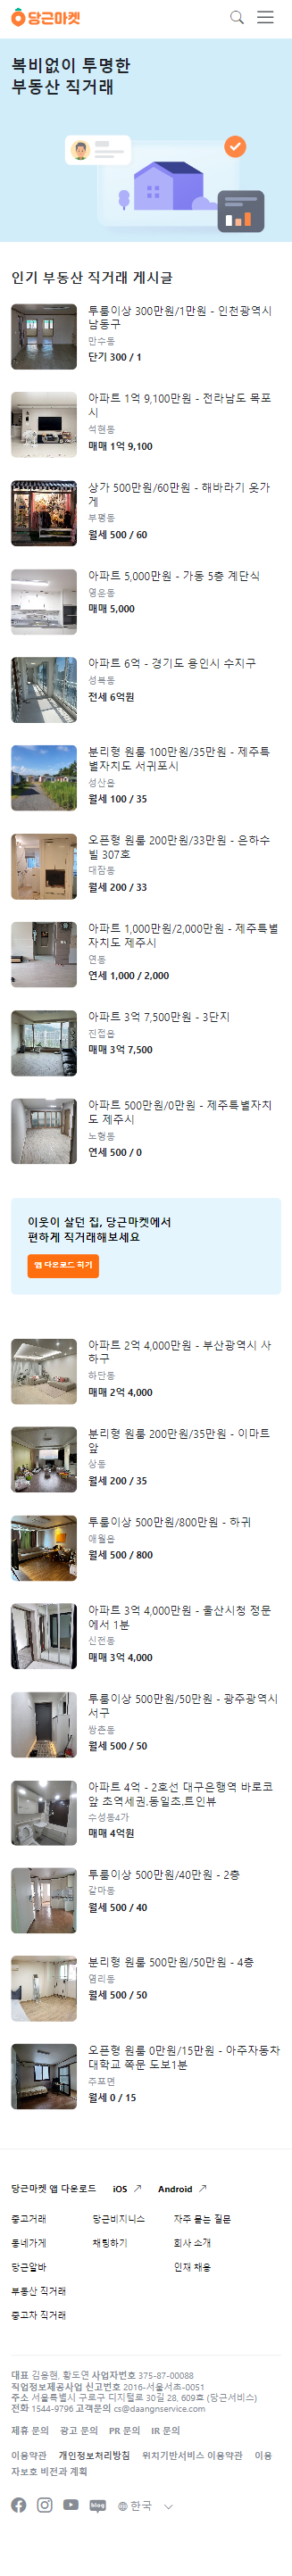 당근마켓
복비없이 투명한
부동산 직거래
인기 부동산 직거래 게시글
투룸이상 300만원/1만원 - 인천광역시
남동구
만수동
단기 300 / 1
아파트 1억 9,100만원 - 전라남도 목포
시
석현동
매매 1억 9,100
상가 500만원/60만원 - 해바라기 옷가
게
부평동
월세 500 / 60
아파트 5,000만원 - 가동 5층 계단식
영운동
매매 5,000
아파트 6억 - 경기도 용인시 수지구
성복동
전세 6억원
분리형 원룸 100만원/35만원 - 제주특
별자치도 서귀포시
성산읍
월세 100 / 35
오픈형 원룸 200만원/33만원 - 은하수
빌 307호
대잠동
월세 200 / 33
아파트 1,000만원/2,000만원 - 제주특별
자치도 제주시
연동
연세 1,000 / 2,000
아파트 3억 7,500만원 - 3단지
진접읍
매매 3억 7,500
아파트 500만원/0만원 - 제주특별자치
도 제주시
노형동
연세 500 / 0
이웃이 살던 집, 당근마켓에서
편하게 직거래해보세요
앱 다운로드 하기
아파트 2억 4,000만원 - 부산광역시 사
하구
하단동
매매 2억 4,000
분리형 원룸 200만원/35만원 - 이마트
앞
상동
월세 200 / 35
투룸이상 500만원/800만원 - 하귀
애월읍
월세 500 / 800
아파트 3억 4,000만원 - 울산시청 정문
에서 1분
신전동
매매 3억 4,000
투룸이상 500만원/50만원 - 광주광역시
서구
쌍촌동
월세 500 / 50
아파트 4억 - 2호선 대구은행역 바로코
앞 초역세권.동일초.트인뷰
수성동4가
매매 4억원
투룸이상 500만원/40만원 - 2층
갈마동
월세 500 / 40
분리형 원룸 500만원/50만원 - 4층
염리동
월세 500 / 50
오픈형 원룸 0만원/15만원 - 아주자동차
대학교 쪽문 도보1분
주포면
월세 0 / 15
당근마켓 앱 다운로드 iOS Android
중고거래 당근비지니스 자주 묻는 질문
동네가게 채팅하기 회사 소개
당근알바 인재 채용
부동산 직거래
중고차 직거래
대표 김용현, 황도연 사업자번호 375-87-00088
직업정보제공사업 신고번호 2016-서울서초-0051
주소 서울특별시 구로구 디지털로 30길 28, 609호 (당근서비스)
전화 1544-9796 고객문의 cs@daangnservice.com
제휴 문의 광고 문의 PR 문의 IR 문의
이용약관 개인정보처리방침 위치기반서비스 이용약관 이용
자보호 비전과 계획
blog 한국